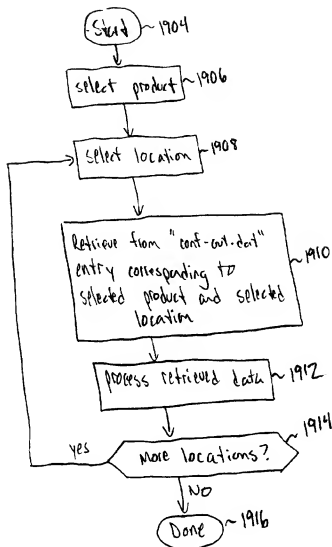 Start 1904
select product 1906
select location 1908
Retrieve from "conf-out.dat"
entry corresponding to
selected product and selected
location
1910
process retrieved data 1912
More locations? 1914
yes
NO
Done 1916